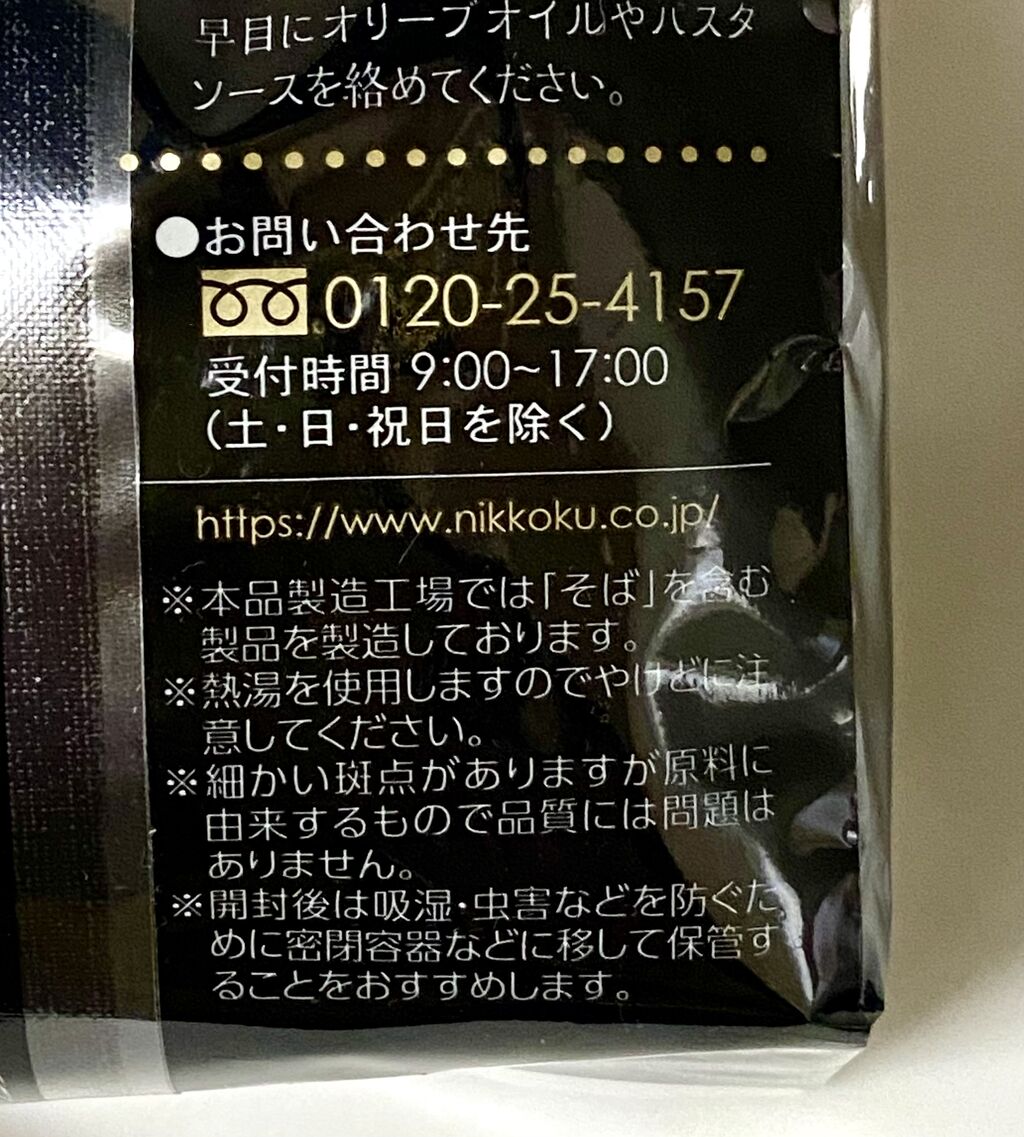 早目にオリーブオイルやパスタ
ソースを絡めてください。
●お問い合わせ先
0120-25-4157
受付時間 9:00~17:00
(土・日・祝日を除く)
https://www.nikkoku.co.jp/
※本品製造工場では「そば」を含む
製品を製造しております。
※熱湯を使用しますのでやけどに注
意してください。
※細かい斑点がありますが原料に
由来するもので品質には問題は
ありません。
※開封後は吸湿・虫害などを防ぐた
めに密閉容器などに移して保管す
ることをおすすめします。